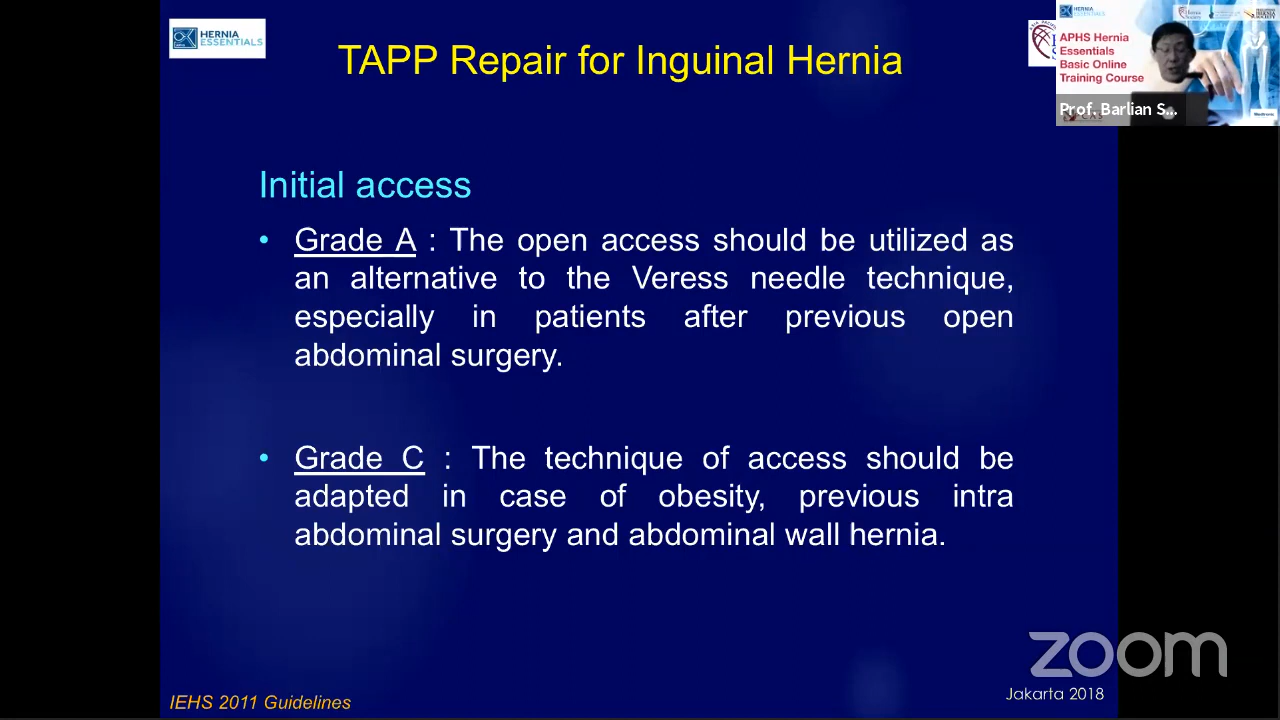 HERNIA
ESSENTIALS
TAPP Repair for Inguinal Hernia
HERNIA
ESSENTIALS
APHS Hernia
Essentials
Basic Online
Training Course
Prof. Barlian S...
Initial access
• Grade A : The open access should be utilized as
an alternative to the Veress needle technique,
especially in patients after previous open
abdominal surgery.
• Grade C : The technique of access should be
adapted in case of obesity, previous intra
abdominal surgery and abdominal wall hernia.
zoom
Jakarta 2018
IEHS 2011 Guidelines